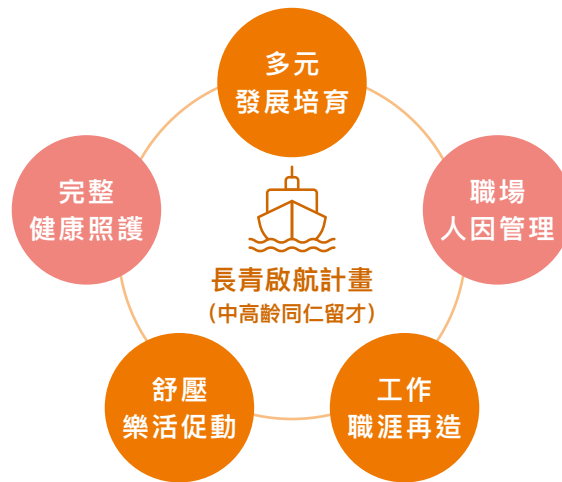 多元
發展培育
完整
健康照護
職場
人因管理
長青啟航計畫
(中高齡同仁留才)
舒壓
樂活促動
工作
職涯再造